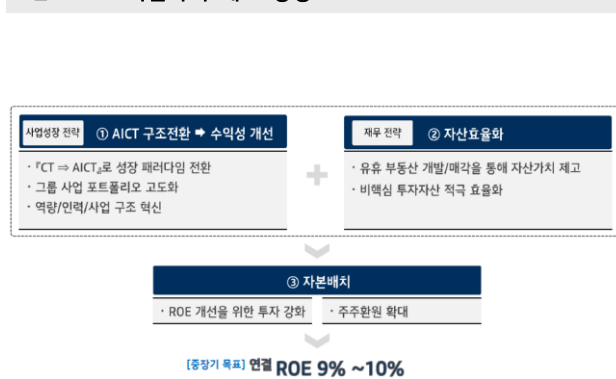 사업성장 전략 ① AICT 구조전환 ➡ 수익성 개선
· 『CT ⇒ AICT』로 성장 패러다임 전환
· 그룹 사업 포트폴리오 고도화
· 역량/인력/사업 구조 혁신
+
재무 전략 ② 자산효율화
· 유휴 부동산 개발/매각을 통해 자산가치 제고
· 비핵심 투자자산 적극 효율화
③ 자본배치
· ROE 개선을 위한 투자 강화
· 주주환원 확대
[중장기 목표] 연결 ROE 9% ~10%